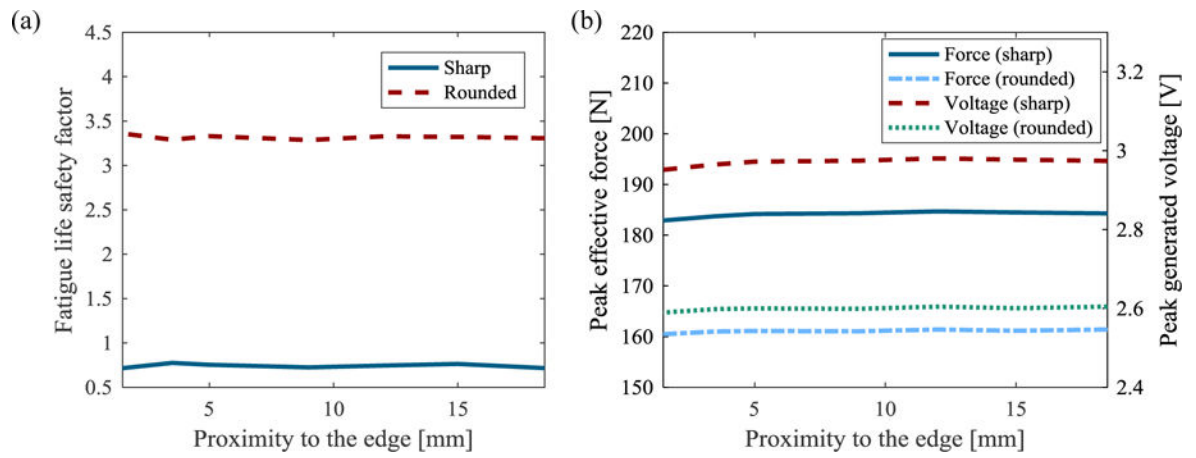 (a)
4.5
4
3.5
3
2.5
2
1.5
1
0.5
Fatigue life safety factor
Sharp
Rounded
5
10
15
Proximity to the edge [mm]
(b)
220
210
200
190
180
170
160
150
Peak effective force [N]
Force (sharp)
Force (rounded)
Voltage (sharp)
Voltage (rounded)
3.2
3
2.8
2.6
2.4
Peak generated voltage [V]
5
10
15
Proximity to the edge [mm]